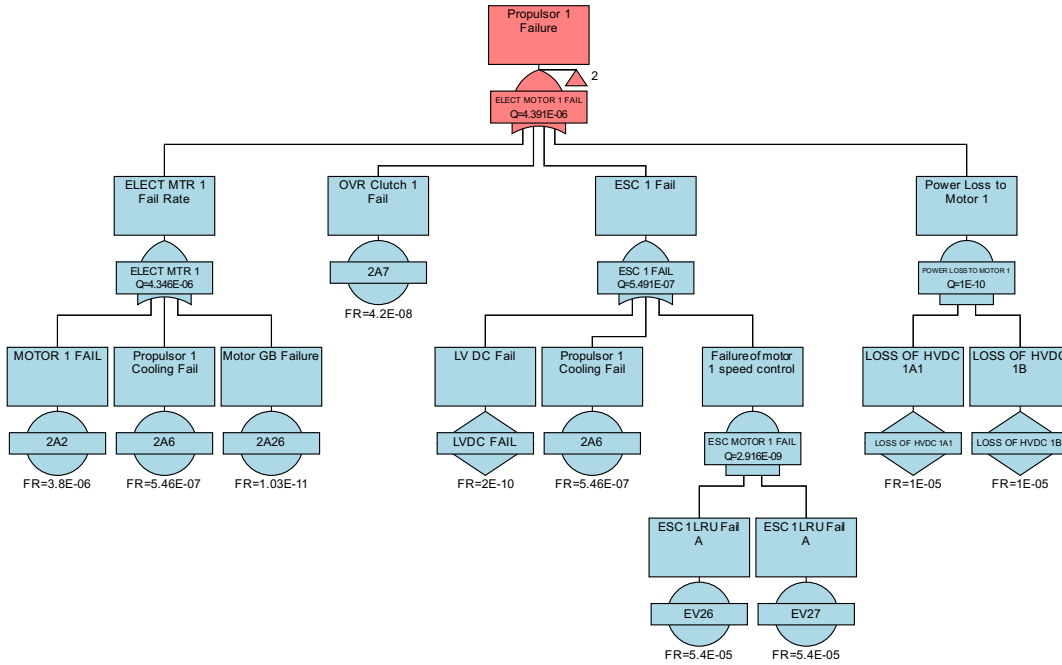 Propulsor 1
Failure
2
ELECT MOTOR 1 FAIL
Q=4.391E-06
ELECT MTR 1
Fail Rate
OVR Clutch 1
Fail
ESC 1 Fail
Power Loss to
Motor 1
ELECT MTR 1
Q=4.346E-06
2A7
FR=4.2E-08
ESC 1 FAIL
Q=5.491E-07
POWER LOSS TO MOTOR 1
Q=1E-10
MOTOR 1 FAIL
Propulsor 1
Cooling Fail
Motor GB Failure
LV DC Fail
Propulsor 1
Cooling Fail
Failure of motor
1 speed control
LOSS OF HVDC
1A1
LOSS OF HVDC
1B
2A2
FR=3.8E-06
2A6
FR=5.46E-07
2A26
FR=1.03E-11
LVDC FAIL
FR=2E-10
2A6
FR=5.46E-07
ESC MOTOR 1 FAIL
Q=2.916E-09
LOSS OF HVDC 1A1
FR=1E-05
LOSS OF HVDC 1B
FR=1E-05
ESC 1 LRU Fail
A
ESC 1 LRU Fail
A
EV26
FR=5.4E-05
EV27
FR=5.4E-05